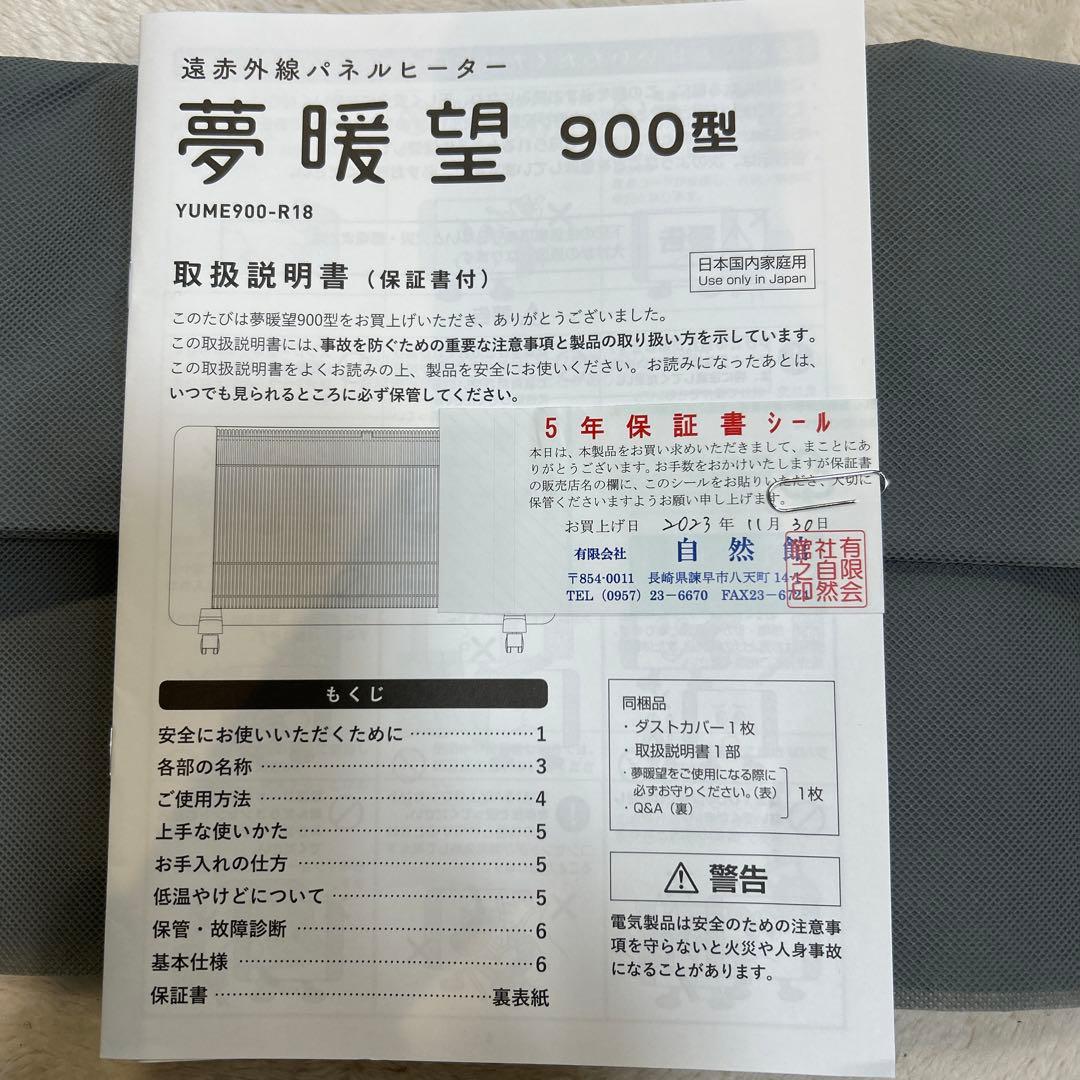 遠赤外線パネルヒーター
夢暖望 900型
YUME900-R18
取扱説明書（保証書付）
日本国内家庭用
Use only in Japan
このたびは夢暖望900型をお買上げいただき、ありがとうございました。
この取扱説明書には、事故を防ぐための重要な注意事項と製品の取り扱い方を示しています。
この取扱説明書をよくお読みの上、製品を安全にお使いください。お読みになったあとは、
いつでも見られるところに必ず保管してください。
5年保証書シール
本日は、本製品をお買い求めいただきまして、まことにあ
りがとうございます。お手数をおかけいたしますが保証書
の販売店名の欄に、このシールをお貼りいただき、大切に
保管くださいますようお願い申し上げます。
お買上げ日 2023年11月30日
有限会社 自然館
〒854-0011 長崎県諫早市八天町14-
TEL（0957）23－6670 FAX23－6724
有限会
社自然
館之印
もくじ
安全にお使いいただくために……………………1
各部の名称……………………3
ご使用方法……………………4
上手な使いかた……………………5
お手入れの仕方……………………5
低温やけどについて……………………5
保管・故障診断……………………6
基本仕様……………………6
保証書……………………裏表紙
同梱品
・ダストカバー1枚
・取扱説明書1部
・夢暖望をご使用になる際に
必ずお守りください。（表）
・Q&A（裏）
1枚
警告
電気製品は安全のための注意事
項を守らないと火災や人身事故
になることがあります。